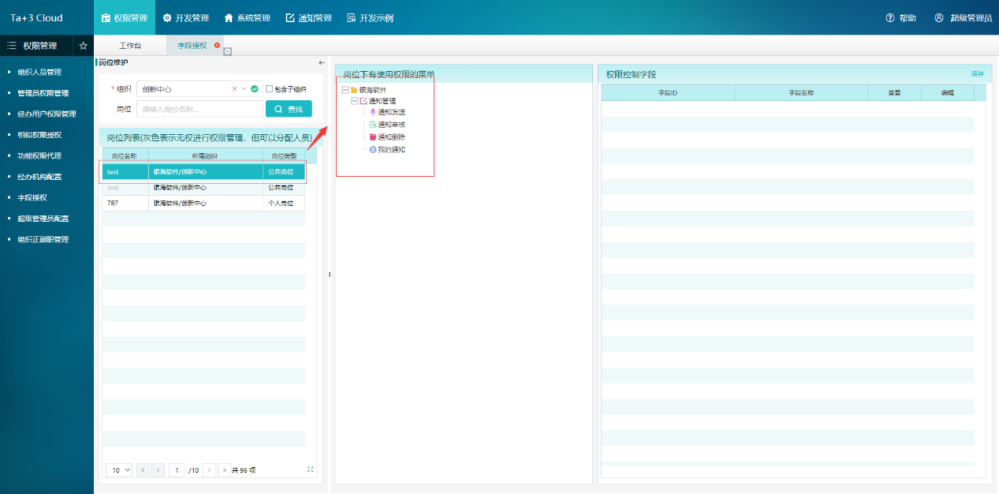 Ta+3 Cloud
权限管理
开发管理
系统管理
通知管理
开发示例
帮助
超级管理员
权限管理
工作台
字段授权
组织人员管理
管理员权限管理
经办用户权限管理
相似权限授权
功能权限代理
经办机构配置
字段授权
超级管理员配置
组织正副职管理
岗位维护
* 组织 创新中心 包含子组织
岗位 请输入岗位名称... 查找
岗位列表(灰色表示无权进行权限管理，但可以分配人员)
岗位名称 所属组织 岗位类型
test 银海软件/创新中心 公共岗位
test 银海软件/创新中心 公共岗位
787 银海软件/创新中心 个人岗位
10 1 /10 共 96 项
岗位下有使用权限的菜单
银海软件
通知管理
通知发送
通知审核
通知删除
我的通知
权限控制字段 保存
字段ID 字段名称 查看 编辑